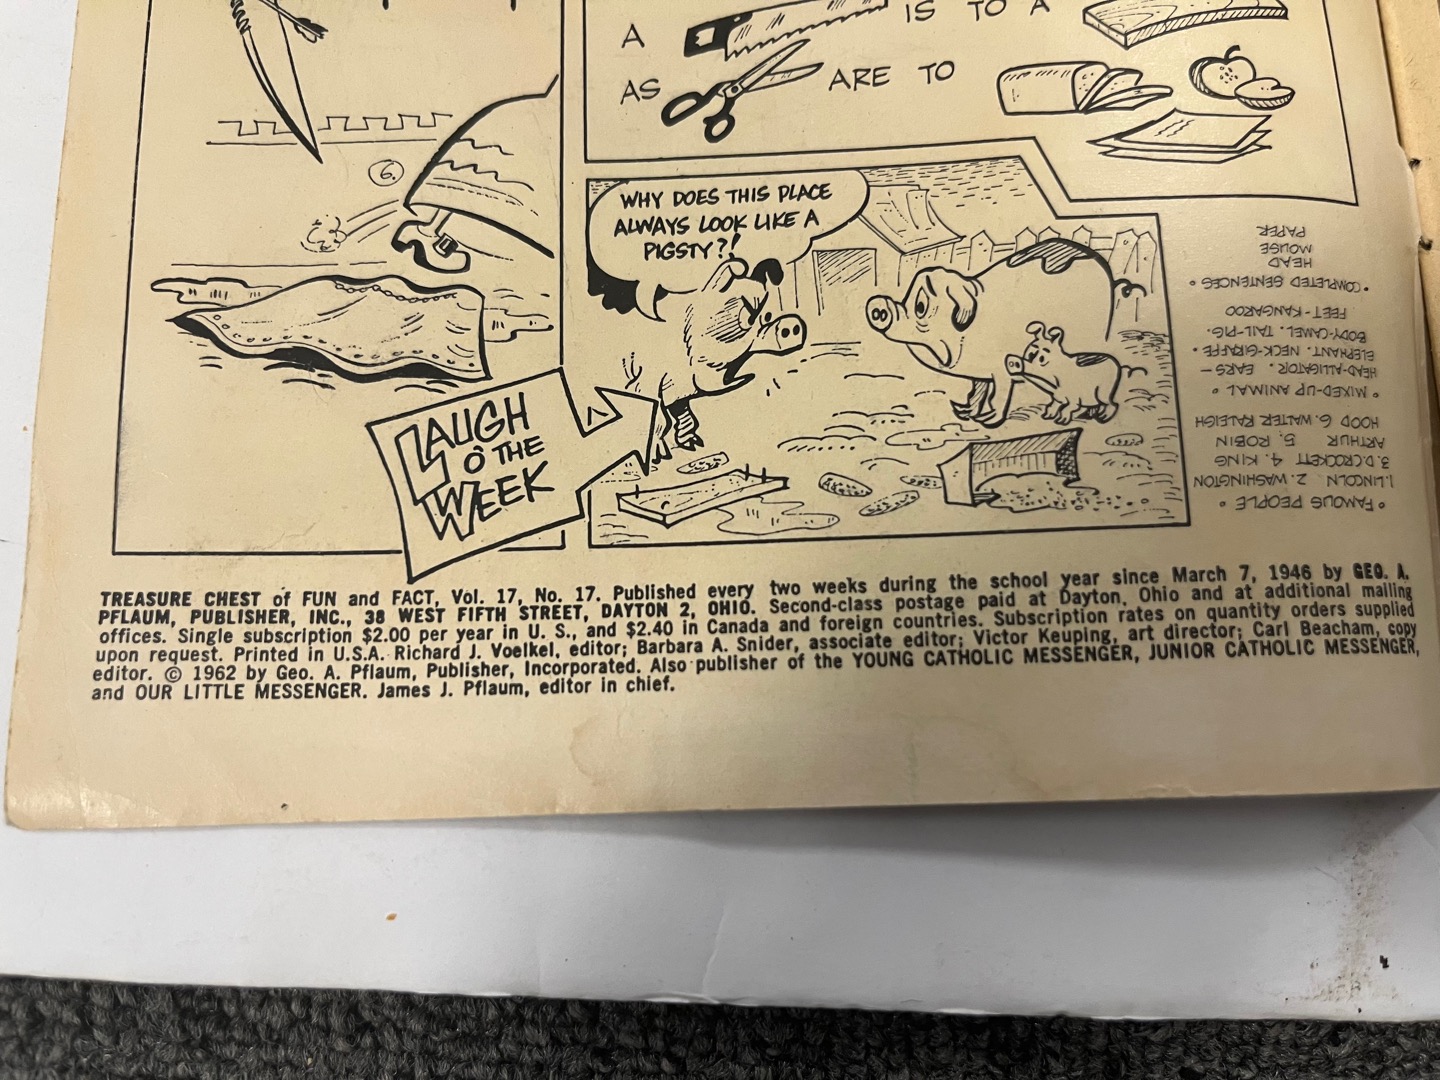 A IS TO A
AS ARE TO
6.
WHY DOES THIS PLACE
ALWAYS LOOK LIKE A
PIGSTY?!
LAUGH
O' THE
WEEK
• FAMOUS PEOPLE •
1. LINCOLN 2. WASHINGTON
3. D. CROCKETT 4. KING
ARTHUR 5. ROBIN
HOOD 6. WALTER RALEIGH
• MIXED-UP ANIMAL •
HEAD-ALLIGATOR. EARS-
ELEPHANT. NECK-GIRAFFE.
BODY-CAMEL. TAIL-PIG.
FEET-KANGAROO
• COMPLETED SENTENCES •
HEAD
MOUSE
PAPER
TREASURE CHEST of FUN and FACT, Vol. 17, No. 17. Published every two weeks during the school year since March 7, 1946 by GEO. A.
PFLAUM, PUBLISHER, INC., 38 WEST FIFTH STREET, DAYTON 2, OHIO. Second-class postage paid at Dayton, Ohio and at additional mailing
offices. Single subscription $2.00 per year in U. S., and $2.40 in Canada and foreign countries. Subscription rates on quantity orders supplied
upon request. Printed in U.S.A. Richard J. Voelkel, editor; Barbara A. Snider, associate editor; Victor Keuping, art director; Carl Beacham, copy
editor. © 1962 by Geo. A. Pflaum, Publisher, Incorporated. Also publisher of the YOUNG CATHOLIC MESSENGER, JUNIOR CATHOLIC MESSENGER,
and OUR LITTLE MESSENGER. James J. Pflaum, editor in chief.